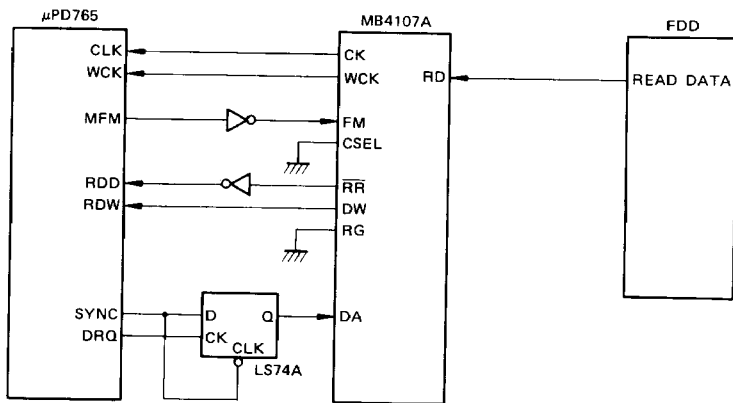 μPD765
MB4107A
FDD
CLK
CK
WCK
WCK
RD
READ DATA
MFM
FM
CSEL
RDD
RR
RDW
DW
RG
SYNC
D
Q
DA
DRQ
CK
CLK
LS74A